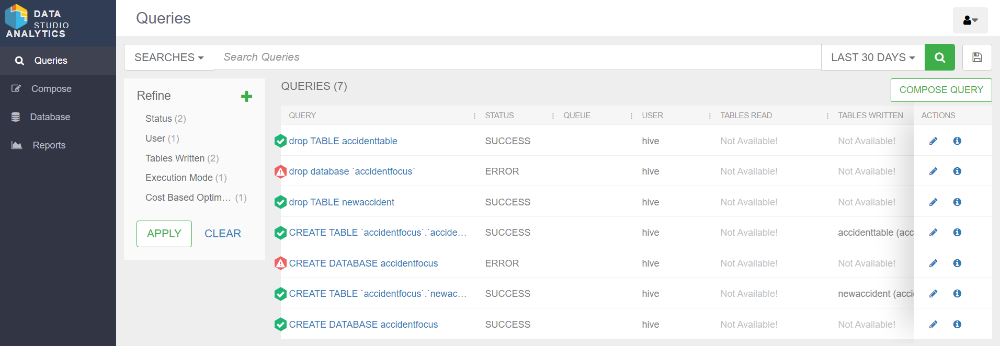 DATA
STUDIO
ANALYTICS
Queries
Queries
Compose
Database
Reports
SEARCHES
Search Queries
LAST 30 DAYS
Refine
Status (2)
User (1)
Tables Written (2)
Execution Mode (1)
Cost Based Optim… (1)
APPLY CLEAR
QUERIES (7)
COMPOSE QUERY
QUERY STATUS QUEUE USER TABLES READ TABLES WRITTEN ACTIONS
drop TABLE accidenttable SUCCESS hive Not Available! Not Available!
drop database `accidentfocus` ERROR hive Not Available! Not Available!
drop TABLE newaccident SUCCESS hive Not Available! Not Available!
CREATE TABLE `accidentfocus`.`accide… SUCCESS hive Not Available! accidenttable (acc
CREATE DATABASE accidentfocus ERROR hive Not Available! Not Available!
CREATE TABLE `accidentfocus`.`newac… SUCCESS hive Not Available! newaccident (acci
CREATE DATABASE accidentfocus SUCCESS hive Not Available! Not Available!